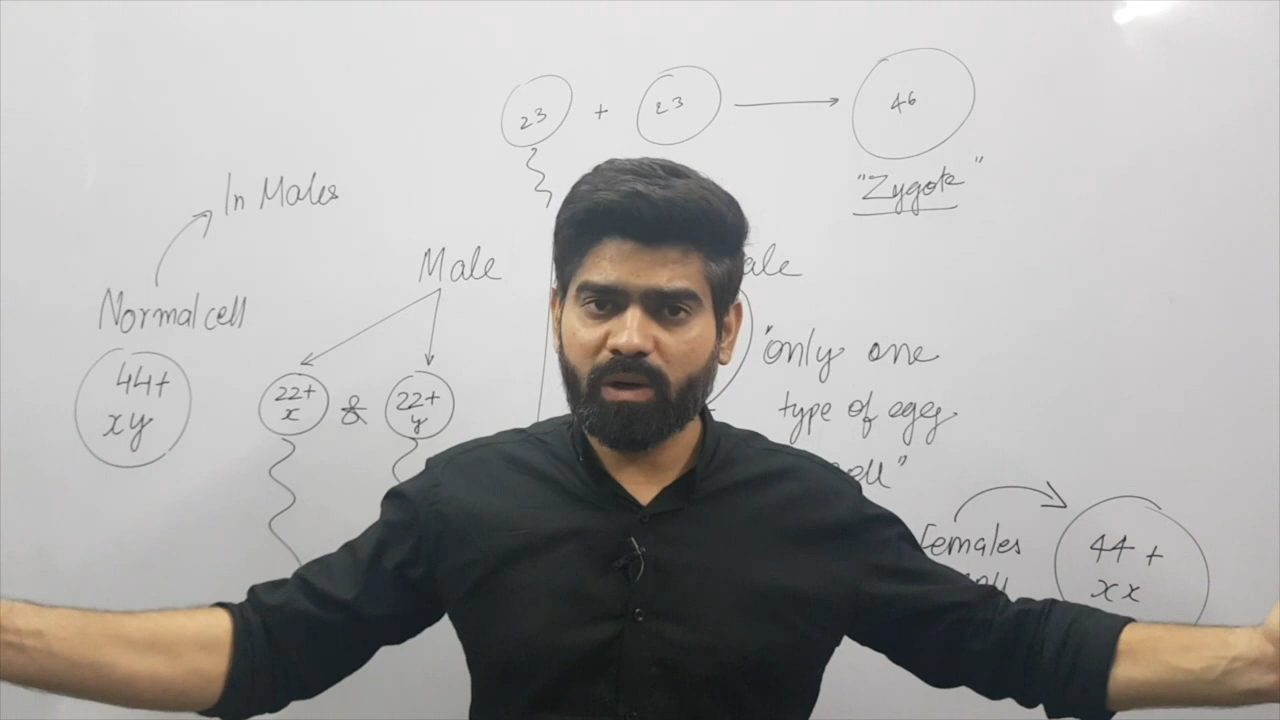 23 + 23 → 46
"Zygote"
In Males
Normal cell
44+
xy
Male
22+
x
&
22+
y
ale
"only one
type of egg
"
Females
44+
xx